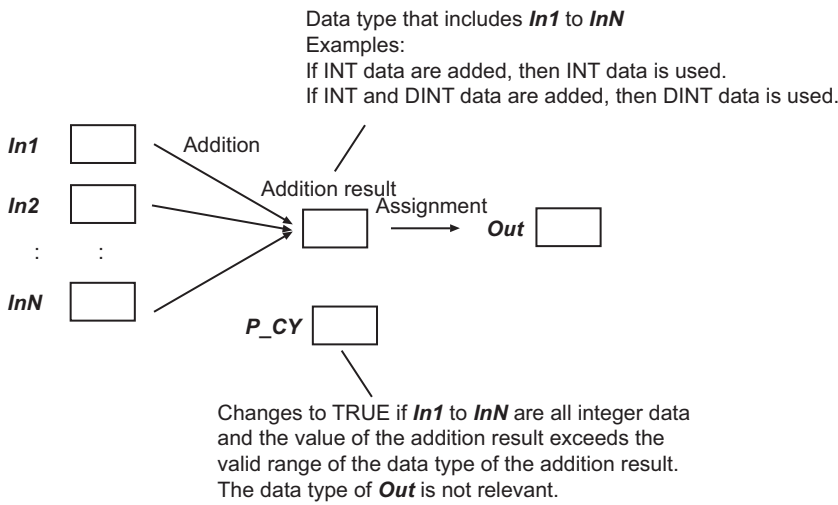 Data type that includes In1 to InN
Examples:
If INT data are added, then INT data is used.
If INT and DINT data are added, then DINT data is used.
In1
Addition
In2
Addition result
Assignment
Out
: :
InN
P_CY
Changes to TRUE if In1 to InN are all integer data
and the value of the addition result exceeds the
valid range of the data type of the addition result.
The data type of Out is not relevant.